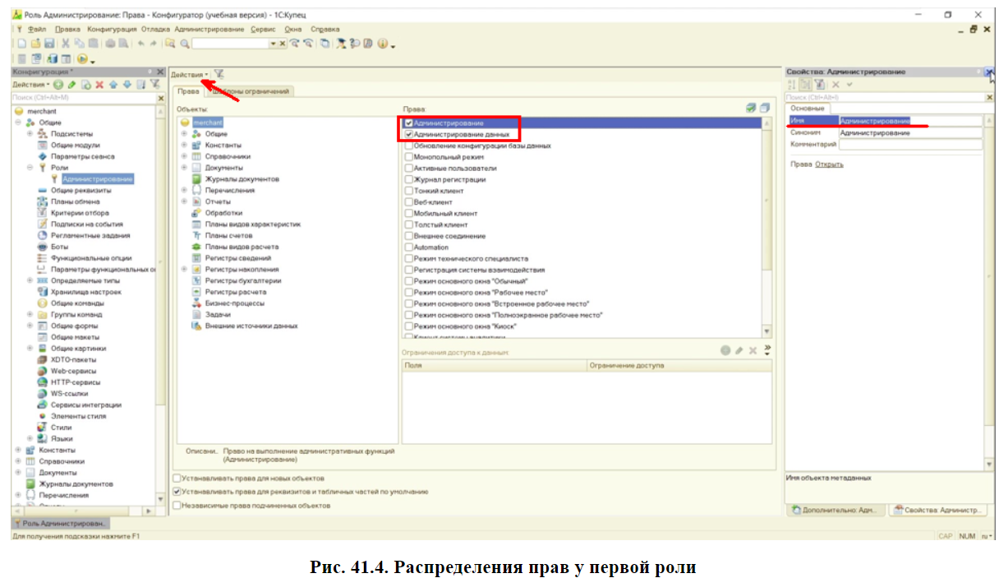 Роль Администрирование: Права - Конфигуратор (учебная версия) - 1С:Купец
Файл Правка Конфигурация Отладка Администрирование Сервис Окна Справка
Конфигурация *
Действия
Поиск (Ctrl+Alt+M)
merchant
Общие
Подсистемы
Общие модули
Параметры сеанса
Роли
Администрирование
Общие реквизиты
Планы обмена
Критерии отбора
Подписки на события
Регламентные задания
Боты
Функциональные опции
Параметры функциональных о
Определяемые типы
Хранилища настроек
Общие команды
Группы команд
Общие формы
Общие макеты
Общие картинки
XDTO-пакеты
Web-сервисы
HTTP-сервисы
WS-ссылки
Сервисы интеграции
Элементы стиля
Стили
Языки
Константы
Справочники
Документы
Журналы документов
Перечисления
Действия
Права
Шаблоны ограничений
Объекты:
merchant
Общие
Константы
Справочники
Документы
Журналы документов
Перечисления
Отчеты
Обработки
Планы видов характеристик
Планы счетов
Планы видов расчета
Регистры сведений
Регистры накопления
Регистры бухгалтерии
Регистры расчета
Бизнес-процессы
Задачи
Внешние источники данных
Права:
Администрирование
Администрирование данных
Обновление конфигурации базы данных
Монопольный режим
Активные пользователи
Журнал регистрации
Тонкий клиент
Веб-клиент
Мобильный клиент
Толстый клиент
Внешнее соединение
Automation
Режим технического специалиста
Регистрация системы взаимодействия
Режим основного окна "Обычный"
Режим основного окна "Рабочее место"
Режим основного окна "Встроенное рабочее место"
Режим основного окна "Полноэкранное рабочее место"
Режим основного окна "Киоск"
Клиент системы аналитики
Ограничения доступа к данным:
Поля Ограничение доступа
Описани.. Право на выполнение административных функций
(Администрирование)
Устанавливать права для новых объектов
Устанавливать права для реквизитов и табличных частей по умолчанию
Независимые права подчиненных объектов
Свойства: Администрирование
Поиск (Ctrl+Alt+I)
Основные
Имя Администрирование
Синоним Администрирование
Комментарий
Права Открыть
Имя объекта метаданных
Дополнительно: Адм... Свойства: Администр...
Роль Администрирован..
Для получения подсказки нажмите F1
CAP NUM ru
Рис. 41.4. Распределения прав у первой роли